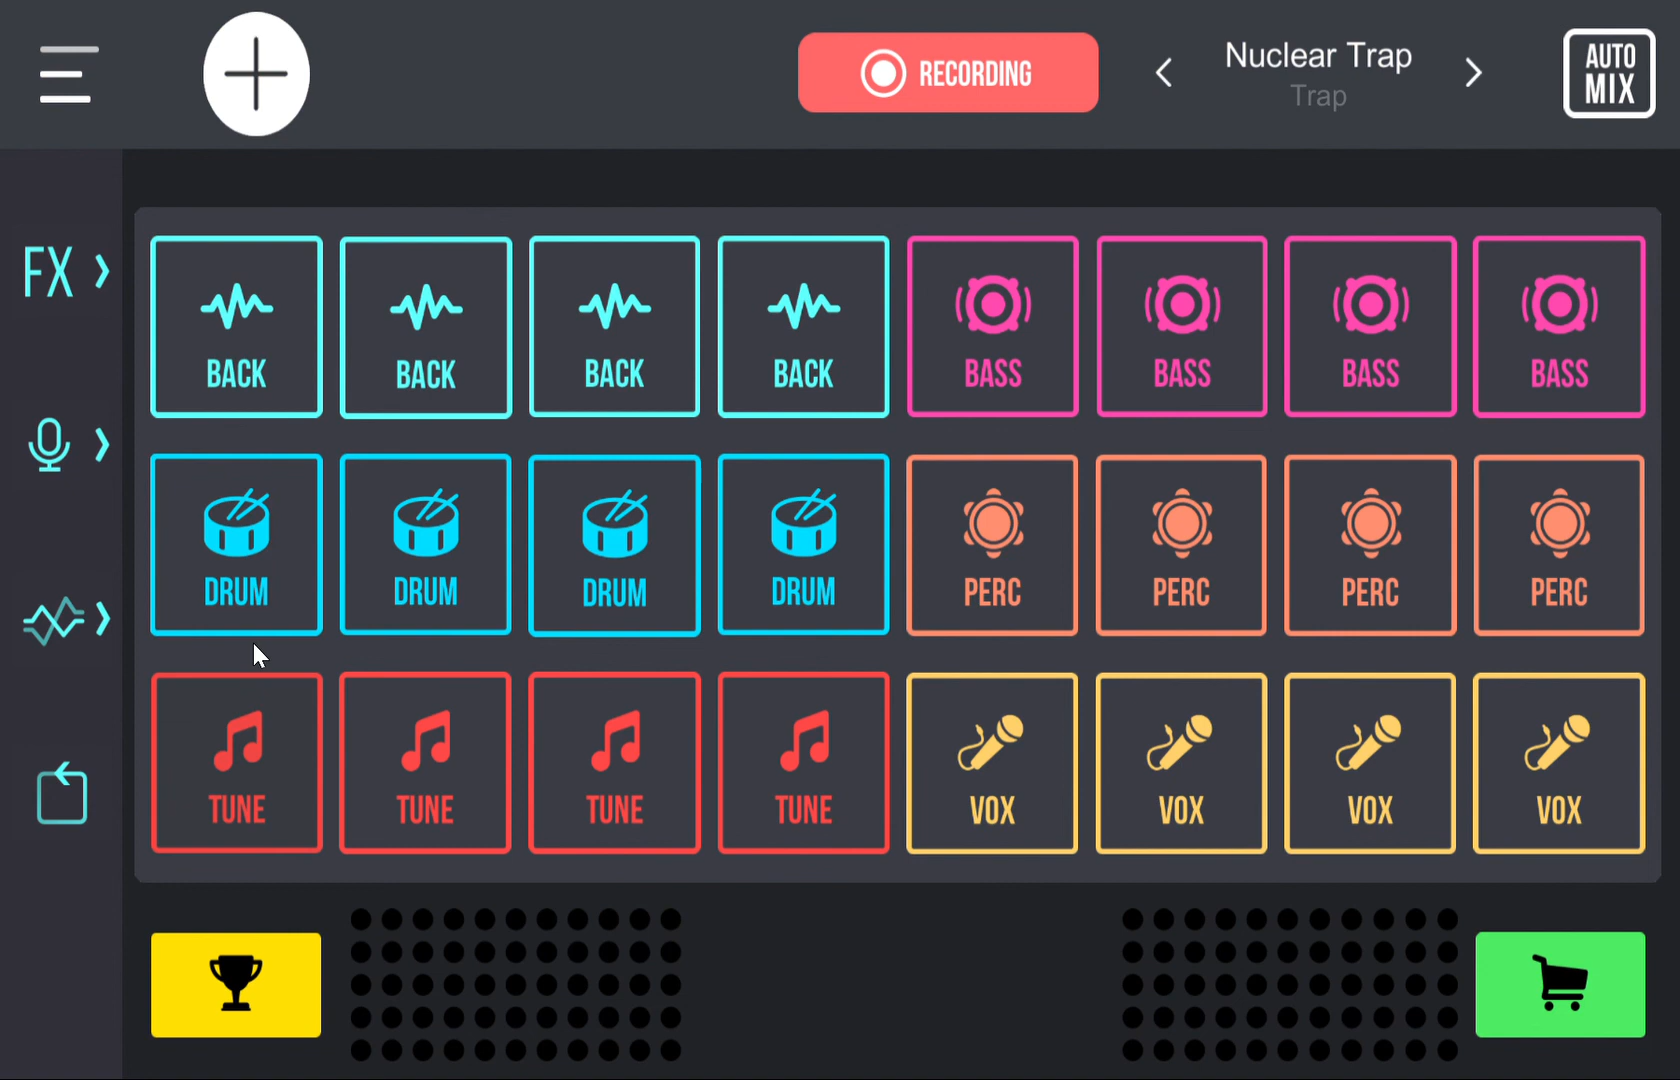 RECORDING
Nuclear Trap
Trap
AUTO
MIX
FX
BACK BACK BACK BACK BASS BASS BASS BASS
DRUM DRUM DRUM DRUM PERC PERC PERC PERC
TUNE TUNE TUNE TUNE VOX VOX VOX VOX